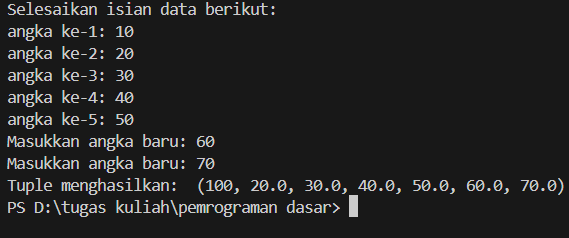 Selesaikan isian data berikut:
angka ke-1: 10
angka ke-2: 20
angka ke-3: 30
angka ke-4: 40
angka ke-5: 50
Masukkan angka baru: 60
Masukkan angka baru: 70
Tuple menghasilkan:  (100, 20.0, 30.0, 40.0, 50.0, 60.0, 70.0)
PS D:\tugas kuliah\pemrograman dasar>